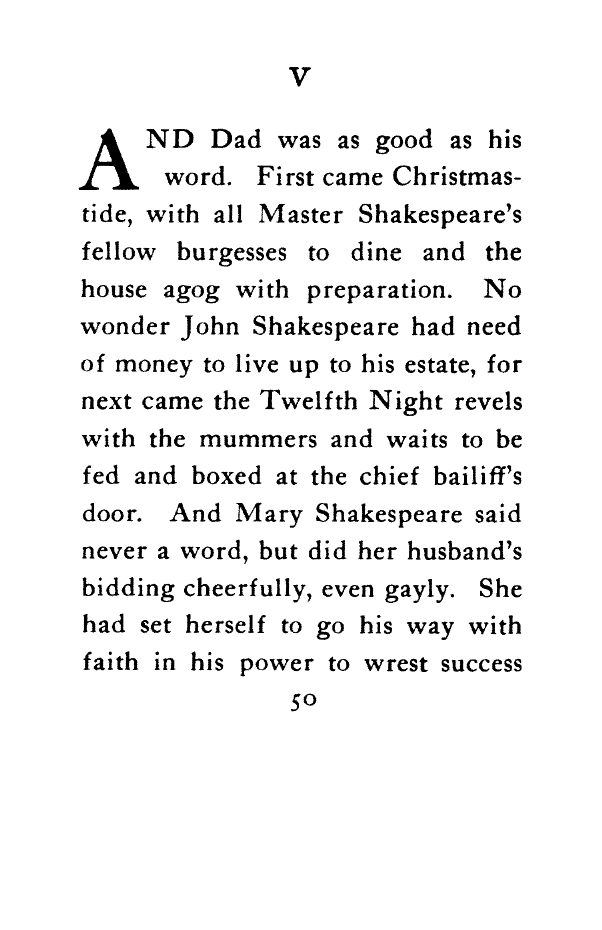 V
AND Dad was as good as his
word. First came Christmas-
tide, with all Master Shakespeare's
fellow burgesses to dine and the
house agog with preparation. No
wonder John Shakespeare had need
of money to live up to his estate, for
next came the Twelfth Night revels
with the mummers and waits to be
fed and boxed at the chief bailiff's
door. And Mary Shakespeare said
never a word, but did her husband's
bidding cheerfully, even gayly. She
had set herself to go his way with
faith in his power to wrest success
50